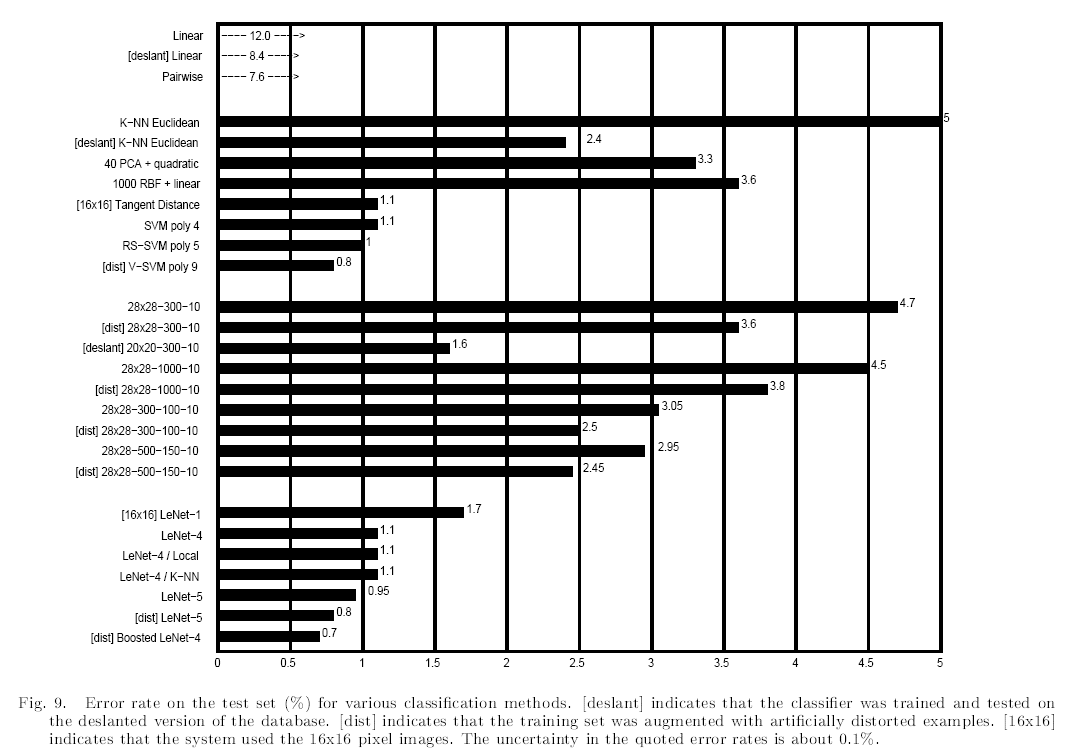 Linear ---- 12.0 ---->
[deslant] Linear ---- 8.4 ---->
Pairwise ---- 7.6 ---->
K−NN Euclidean 5
[deslant] K−NN Euclidean 2.4
40 PCA + quadratic 3.3
1000 RBF + linear 3.6
[16x16] Tangent Distance 1.1
SVM poly 4 1.1
RS−SVM poly 5 1
[dist] V−SVM poly 9 0.8
28x28−300−10 4.7
[dist] 28x28−300−10 3.6
[deslant] 20x20−300−10 1.6
28x28−1000−10 4.5
[dist] 28x28−1000−10 3.8
28x28−300−100−10 3.05
[dist] 28x28−300−100−10 2.5
28x28−500−150−10 2.95
[dist] 28x28−500−150−10 2.45
[16x16] LeNet−1 1.7
LeNet−4 1.1
LeNet−4 / Local 1.1
LeNet−4 / K−NN 1.1
LeNet−5 0.95
[dist] LeNet−5 0.8
[dist] Boosted LeNet−4 0.7
0 0.5 1 1.5 2 2.5 3 3.5 4 4.5 5
Fig. 9. Error rate on the test set (%) for various classification methods. [deslant] indicates that the classifier was trained and tested on
the deslanted version of the database. [dist] indicates that the training set was augmented with artificially distorted examples. [16x16]
indicates that the system used the 16x16 pixel images. The uncertainty in the quoted error rates is about 0.1%.